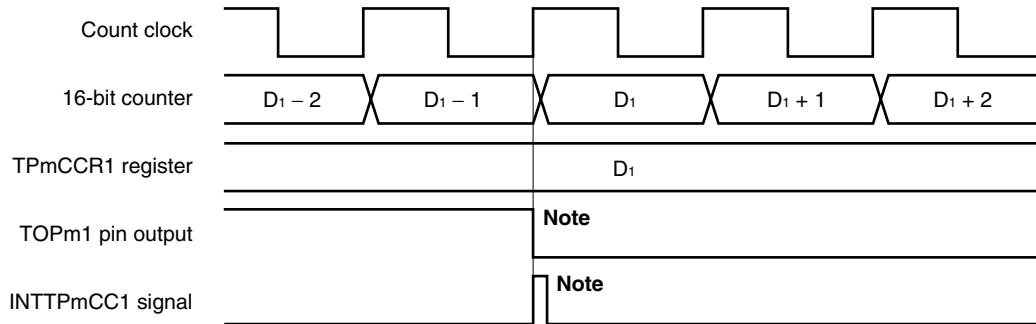 Count clock
16-bit counter D₁ − 2 D₁ − 1 D₁ D₁ + 1 D₁ + 2
TPmCCR1 register D₁
TOPm1 pin output Note
INTTPmCC1 signal Note